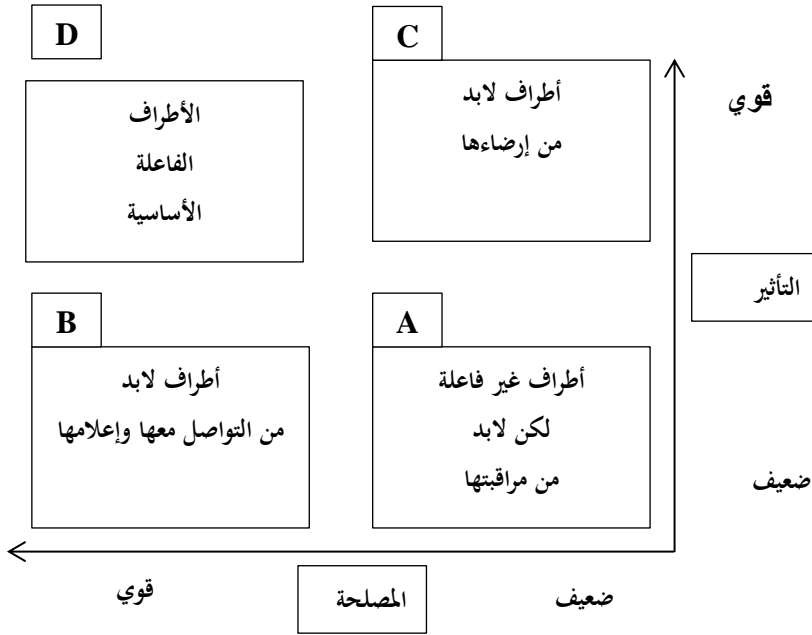 C
D
قوي
أطراف لابد
من إرضاءها
الأطراف
الفاعلة
الأساسية
التأثير
A
B
أطراف غير فاعلة
لكن لابد
من مراقبتها
أطراف لابد
من التواصل معها وإعلامها
ضعيف
ضعيف
المصلحة
قوي